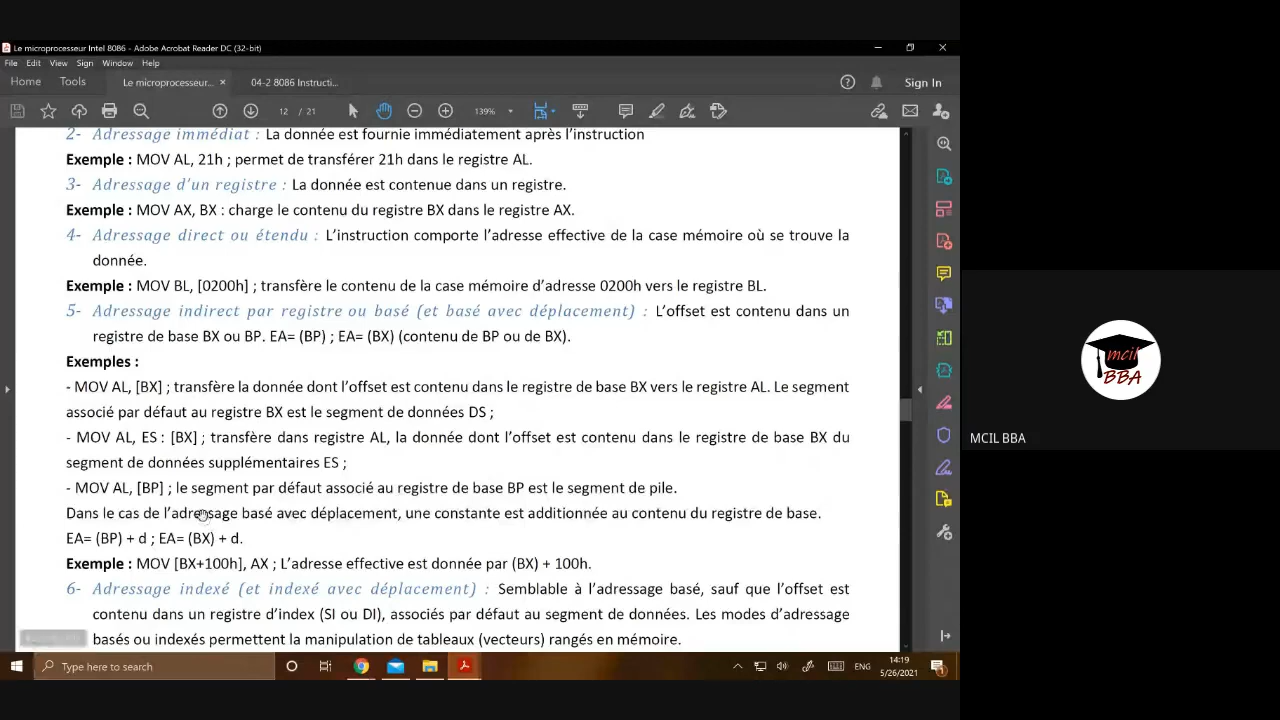 Le microprocesseur Intel 8086 - Adobe Acrobat Reader DC (32-bit)
File Edit View Sign Window Help
Home Tools Le microprocesseur... × 04-2 8086 Instructi... Sign In
12 / 21 139%
2- Adressage immédiat : La donnée est fournie immédiatement après l'instruction
Exemple : MOV AL, 21h ; permet de transférer 21h dans le registre AL.
3- Adressage d'un registre : La donnée est contenue dans un registre.
Exemple : MOV AX, BX : charge le contenu du registre BX dans le registre AX.
4- Adressage direct ou étendu : L'instruction comporte l'adresse effective de la case mémoire où se trouve la
donnée.
Exemple : MOV BL, [0200h] ; transfère le contenu de la case mémoire d'adresse 0200h vers le registre BL.
5- Adressage indirect par registre ou basé (et basé avec déplacement) : L'offset est contenu dans un
registre de base BX ou BP. EA= (BP) ; EA= (BX) (contenu de BP ou de BX).
Exemples :
- MOV AL, [BX] ; transfère la donnée dont l'offset est contenu dans le registre de base BX vers le registre AL. Le segment
associé par défaut au registre BX est le segment de données DS ;
- MOV AL, ES : [BX] ; transfère dans registre AL, la donnée dont l'offset est contenu dans le registre de base BX du
segment de données supplémentaires ES ;
- MOV AL, [BP] ; le segment par défaut associé au registre de base BP est le segment de pile.
Dans le cas de l'adressage basé avec déplacement, une constante est additionnée au contenu du registre de base.
EA= (BP) + d ; EA= (BX) + d.
Exemple : MOV [BX+100h], AX ; L'adresse effective est donnée par (BX) + 100h.
6- Adressage indexé (et indexé avec déplacement) : Semblable à l'adressage basé, sauf que l'offset est
contenu dans un registre d'index (SI ou DI), associés par défaut au segment de données. Les modes d'adressage
basés ou indexés permettent la manipulation de tableaux (vecteurs) rangés en mémoire.
Type here to search
ENG
14:19
5/26/2021
mcil
BBA
MCIL BBA